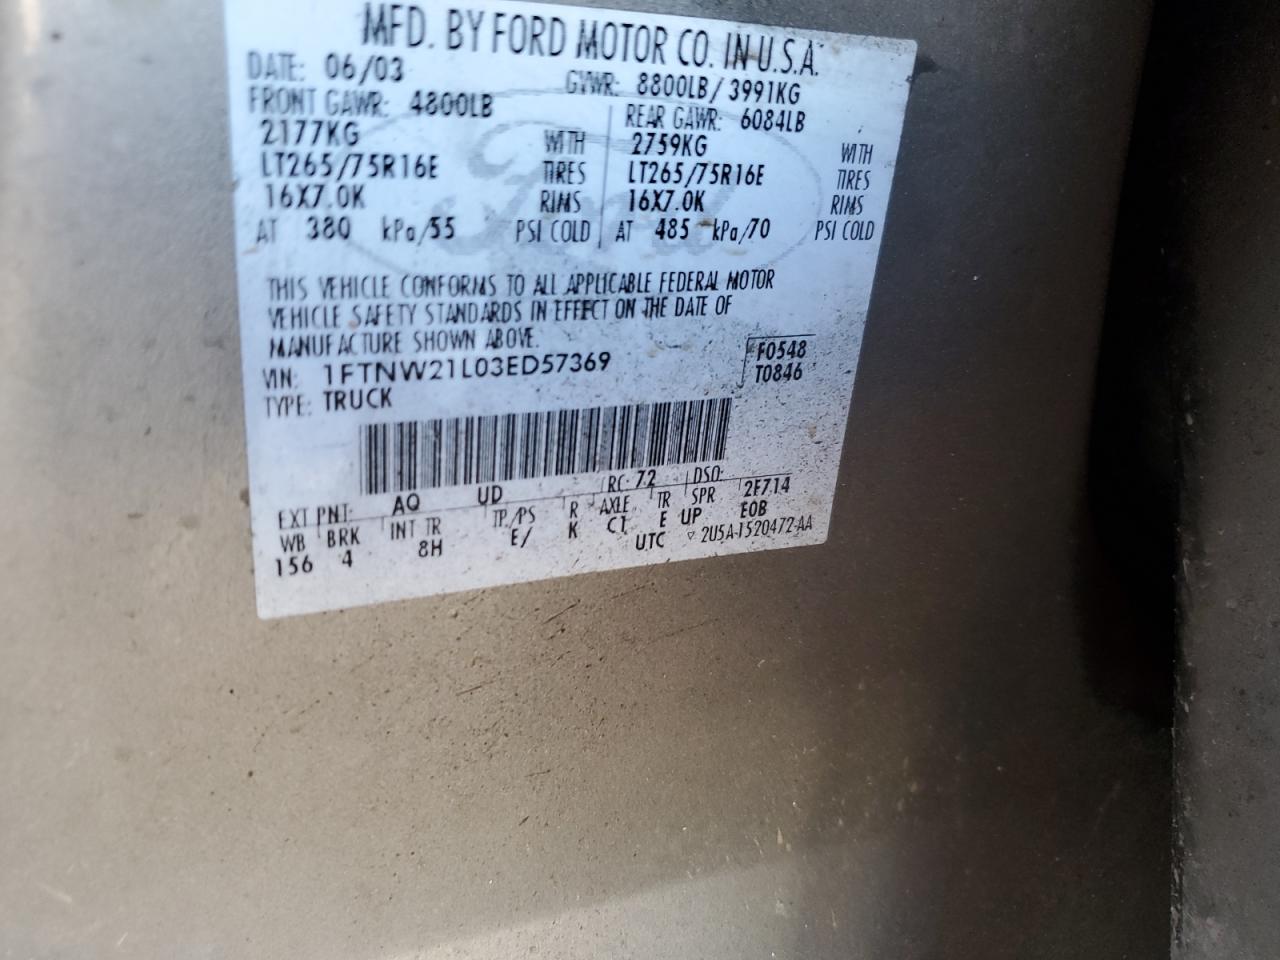 MFD. BY FORD MOTOR CO. IN U.S.A.
DATE: 06/03 GVWR: 8800LB/ 3991KG
FRONT GAWR: 4800LB REAR GAWR: 6084LB
2177KG WITH 2759KG WITH
LT265/75R16E TIRES LT265/75R16E TIRES
16X7.0K RIMS 16X7.0K RIMS
AT 380 kPa/55 PSI COLD AT 485 kPa/70 PSI COLD
THIS VEHICLE CONFORMS TO ALL APPLICABLE FEDERAL MOTOR
VEHICLE SAFETY STANDARDS IN EFFECT ON THE DATE OF
MANUFACTURE SHOWN ABOVE.
VIN: 1FTNW21L03ED57369 F0548
TYPE: TRUCK T0846
EXT PNT: AQ UD RC: 72 DSO:
WB BRK INT TR TP/PS R AXLE TR SPR 2F714
156 4 8H E/ K C1 E UP EOB
UTC ▽ 2U5A-1520472-AA
Ford